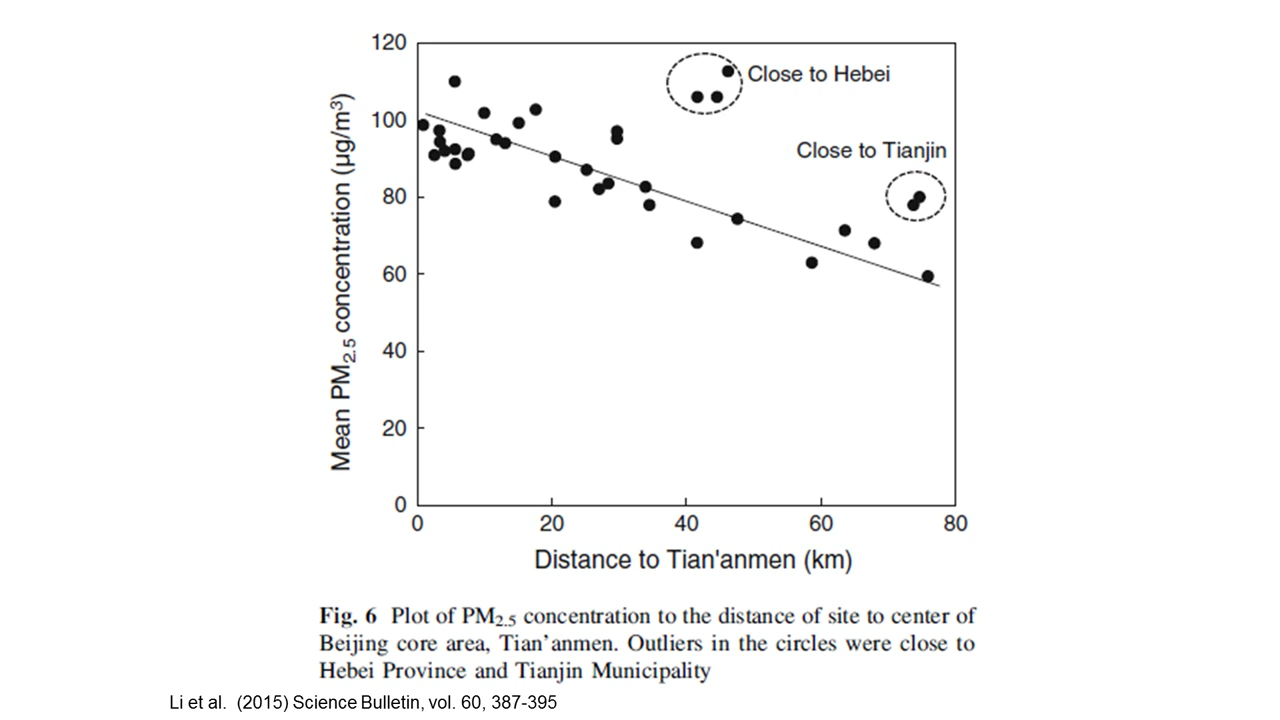 120
100
80
60
40
20
0
Mean PM2.5 concentration (µg/m³)
Close to Hebei
Close to Tianjin
0 20 40 60 80
Distance to Tian'anmen (km)
Fig. 6 Plot of PM2.5 concentration to the distance of site to center of
Beijing core area, Tian'anmen. Outliers in the circles were close to
Hebei Province and Tianjin Municipality
Li et al. (2015) Science Bulletin, vol. 60, 387-395